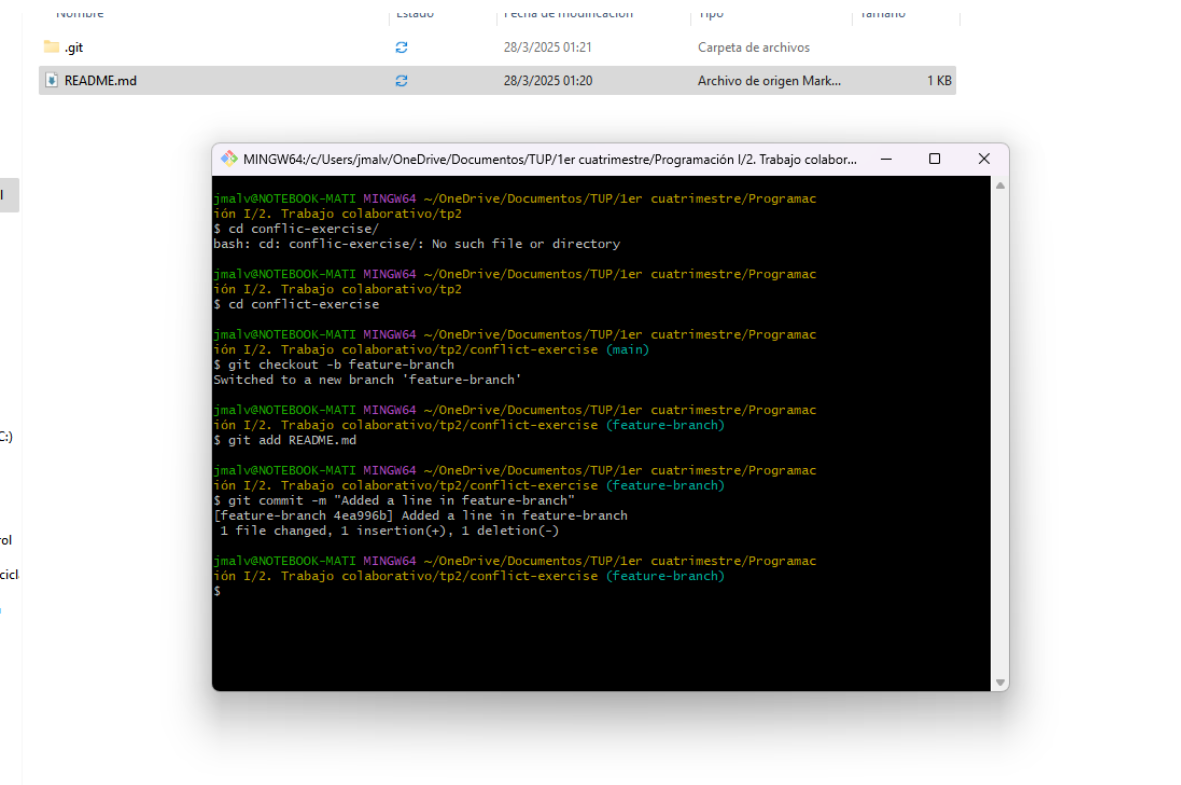 Nombre Estado Fecha de modificación Tipo Tamaño
.git 28/3/2025 01:21 Carpeta de archivos
README.md 28/3/2025 01:20 Archivo de origen Mark... 1 KB
MINGW64:/c/Users/jmalv/OneDrive/Documentos/TUP/1er cuatrimestre/Programación I/2. Trabajo colabor...
jmalv@NOTEBOOK-MATI MINGW64 ~/OneDrive/Documentos/TUP/1er cuatrimestre/Programac
ión I/2. Trabajo colaborativo/tp2
$ cd conflic-exercise/
bash: cd: conflic-exercise/: No such file or directory
jmalv@NOTEBOOK-MATI MINGW64 ~/OneDrive/Documentos/TUP/1er cuatrimestre/Programac
ión I/2. Trabajo colaborativo/tp2
$ cd conflict-exercise
jmalv@NOTEBOOK-MATI MINGW64 ~/OneDrive/Documentos/TUP/1er cuatrimestre/Programac
ión I/2. Trabajo colaborativo/tp2/conflict-exercise (main)
$ git checkout -b feature-branch
Switched to a new branch 'feature-branch'
jmalv@NOTEBOOK-MATI MINGW64 ~/OneDrive/Documentos/TUP/1er cuatrimestre/Programac
ión I/2. Trabajo colaborativo/tp2/conflict-exercise (feature-branch)
$ git add README.md
jmalv@NOTEBOOK-MATI MINGW64 ~/OneDrive/Documentos/TUP/1er cuatrimestre/Programac
ión I/2. Trabajo colaborativo/tp2/conflict-exercise (feature-branch)
$ git commit -m "Added a line in feature-branch"
[feature-branch 4ea996b] Added a line in feature-branch
 1 file changed, 1 insertion(+), 1 deletion(-)
jmalv@NOTEBOOK-MATI MINGW64 ~/OneDrive/Documentos/TUP/1er cuatrimestre/Programac
ión I/2. Trabajo colaborativo/tp2/conflict-exercise (feature-branch)
$
C:)
rol
cicl